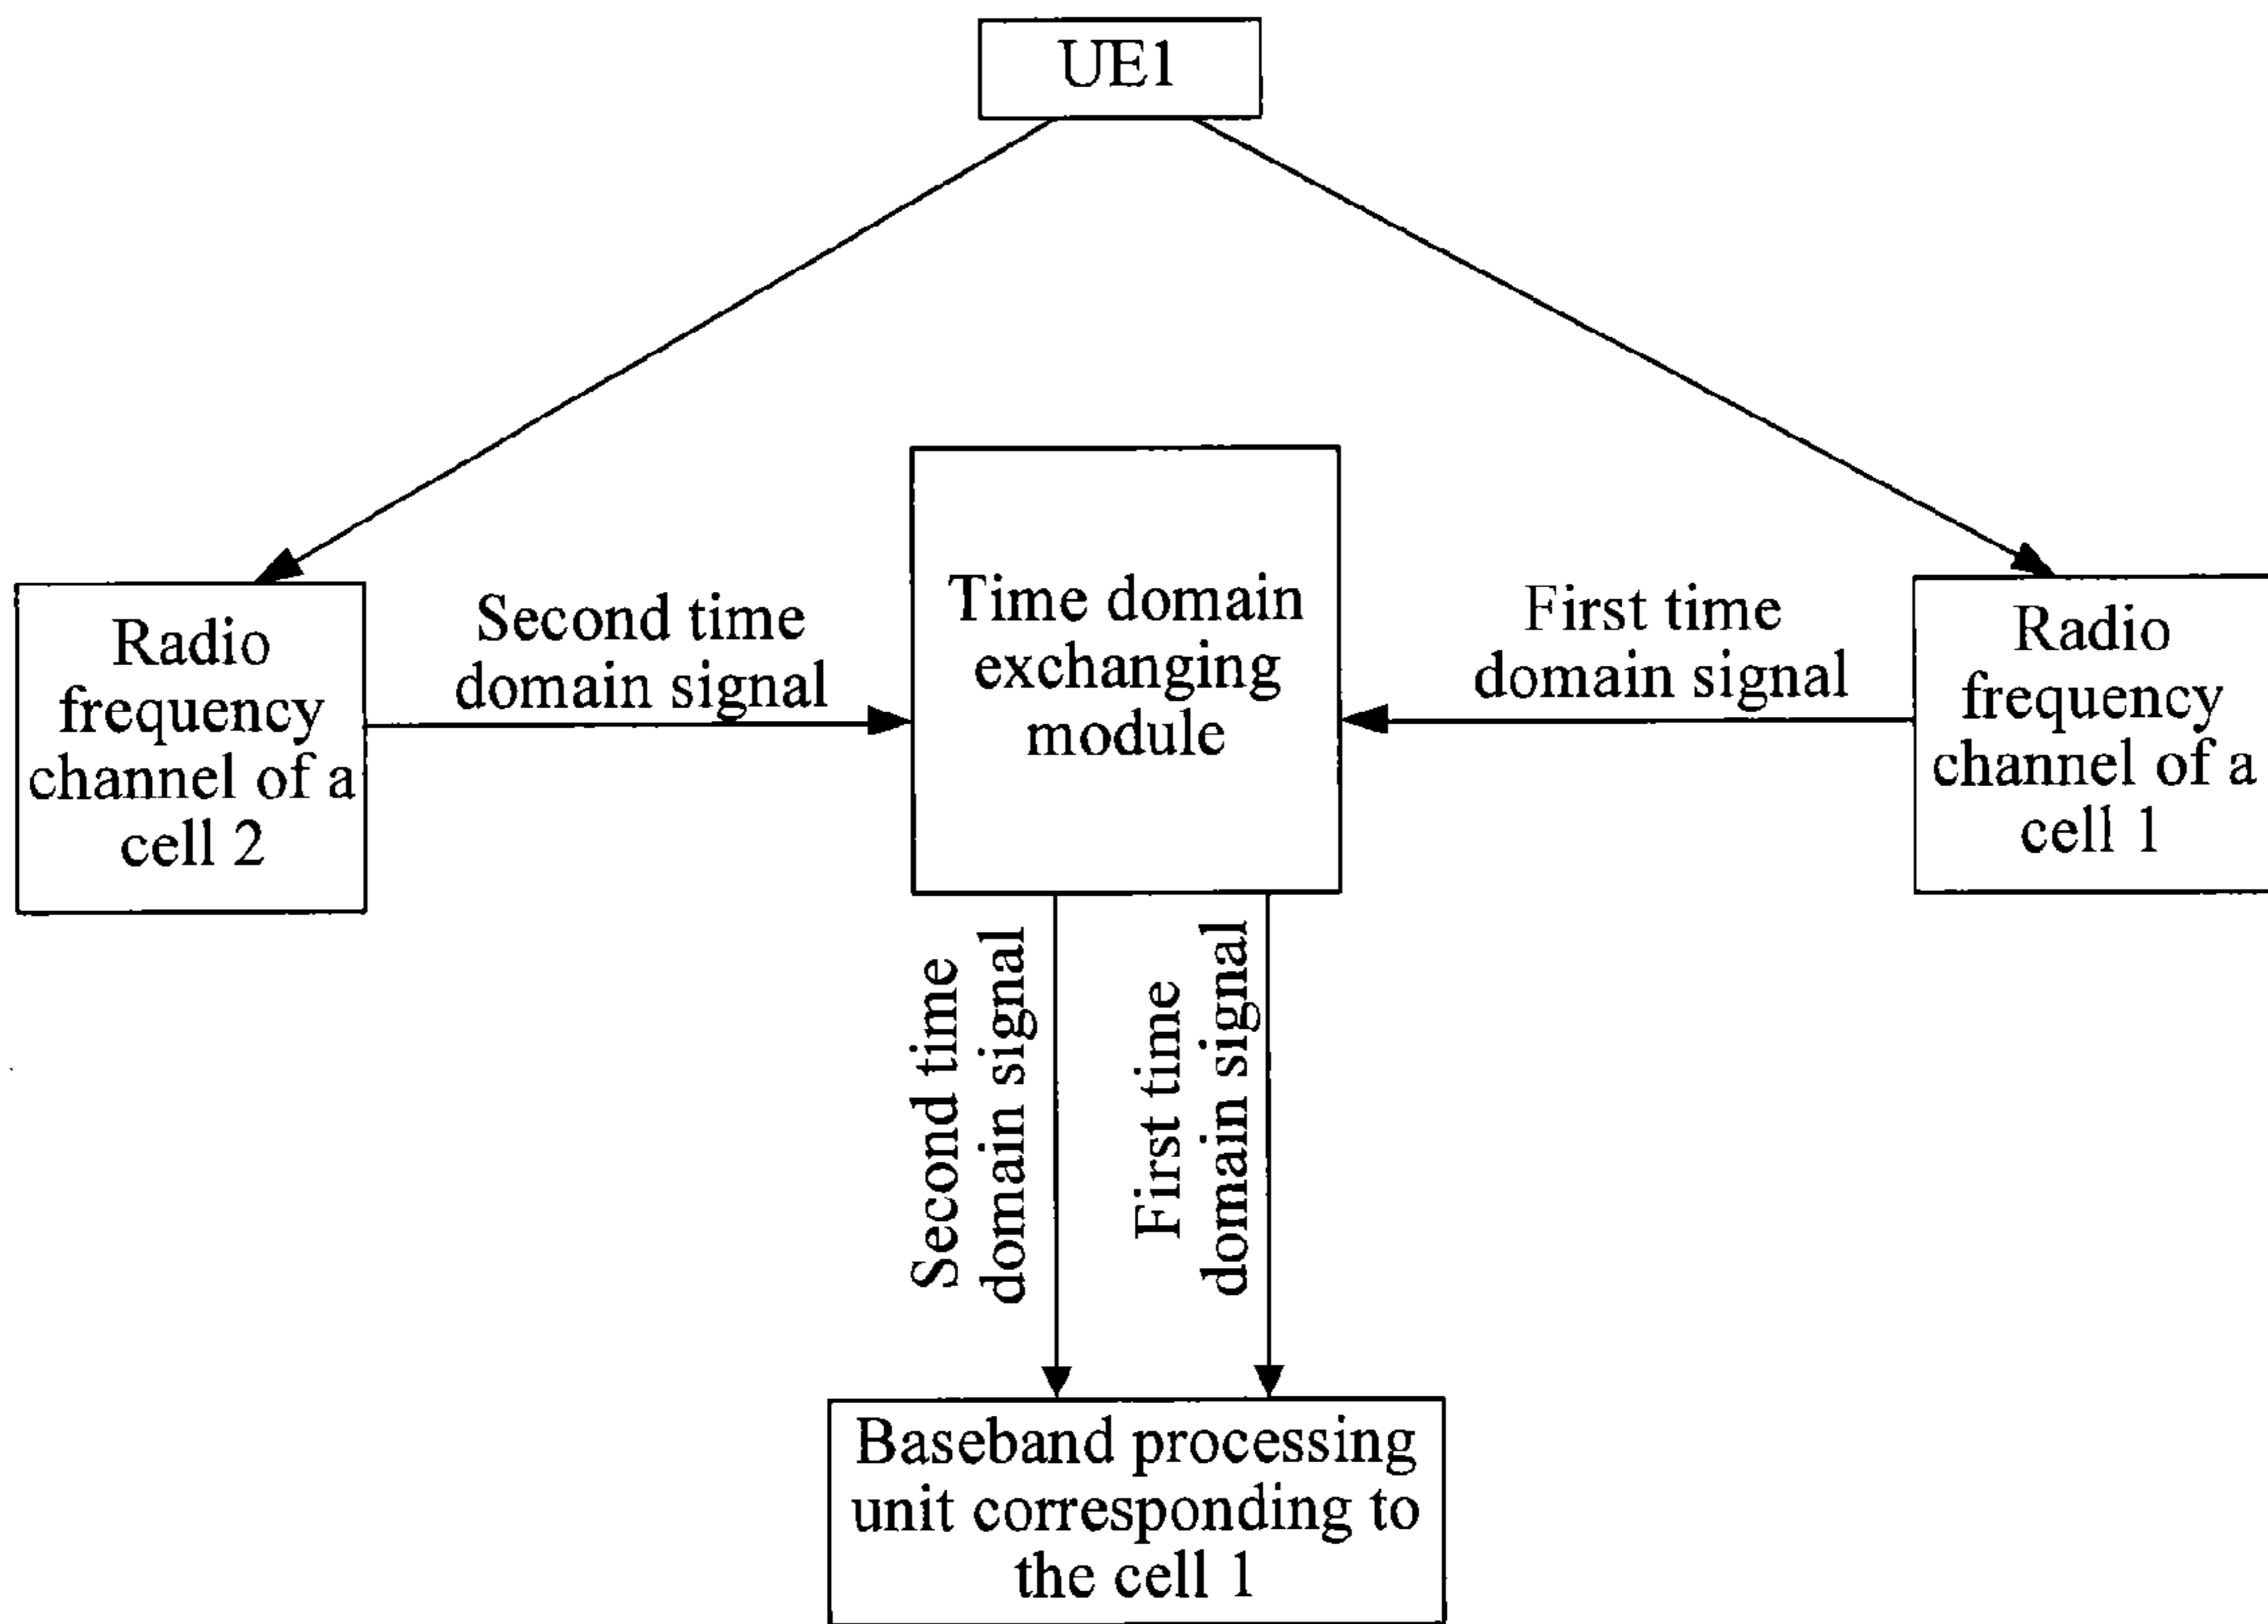 UE1
Radio
frequency
channel of a
cell 2
Second time
domain signal
Time domain
exchanging
module
First time
domain signal
Radio
frequency
channel of a
cell 1
Second time
domain signal
First time
domain signal
Baseband processing
unit corresponding to
the cell 1